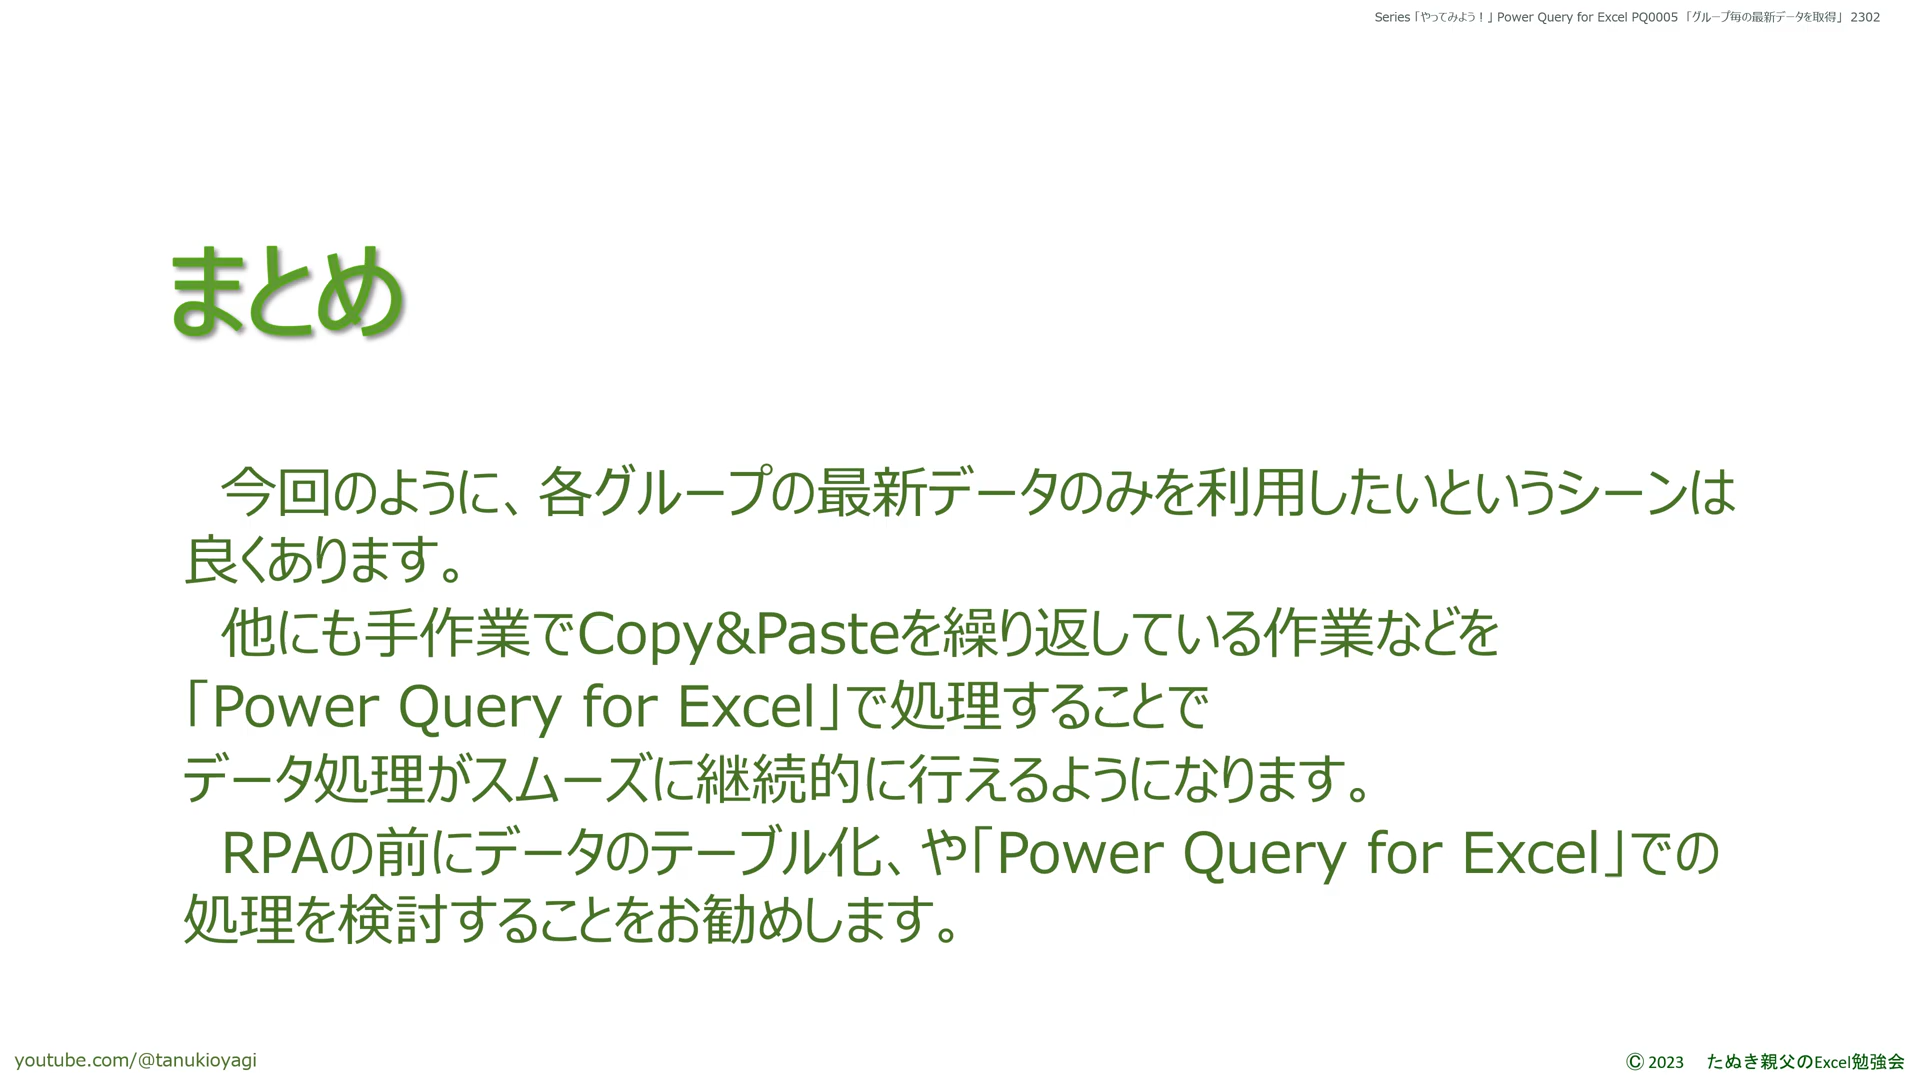 Series「やってみよう！」Power Query for Excel PQ0005「グループ毎の最新データを取得」 2302
まとめ
今回のように、各グループの最新データのみを利用したいというシーンは
良くあります。
他にも手作業でCopy&Pasteを繰り返している作業などを
「Power Query for Excel」で処理することで
データ処理がスムーズに継続的に行えるようになります。
RPAの前にデータのテーブル化、や「Power Query for Excel」での
処理を検討することをお勧めします。
youtube.com/@tanukioyagi
© 2023　たぬき親父のExcel勉強会